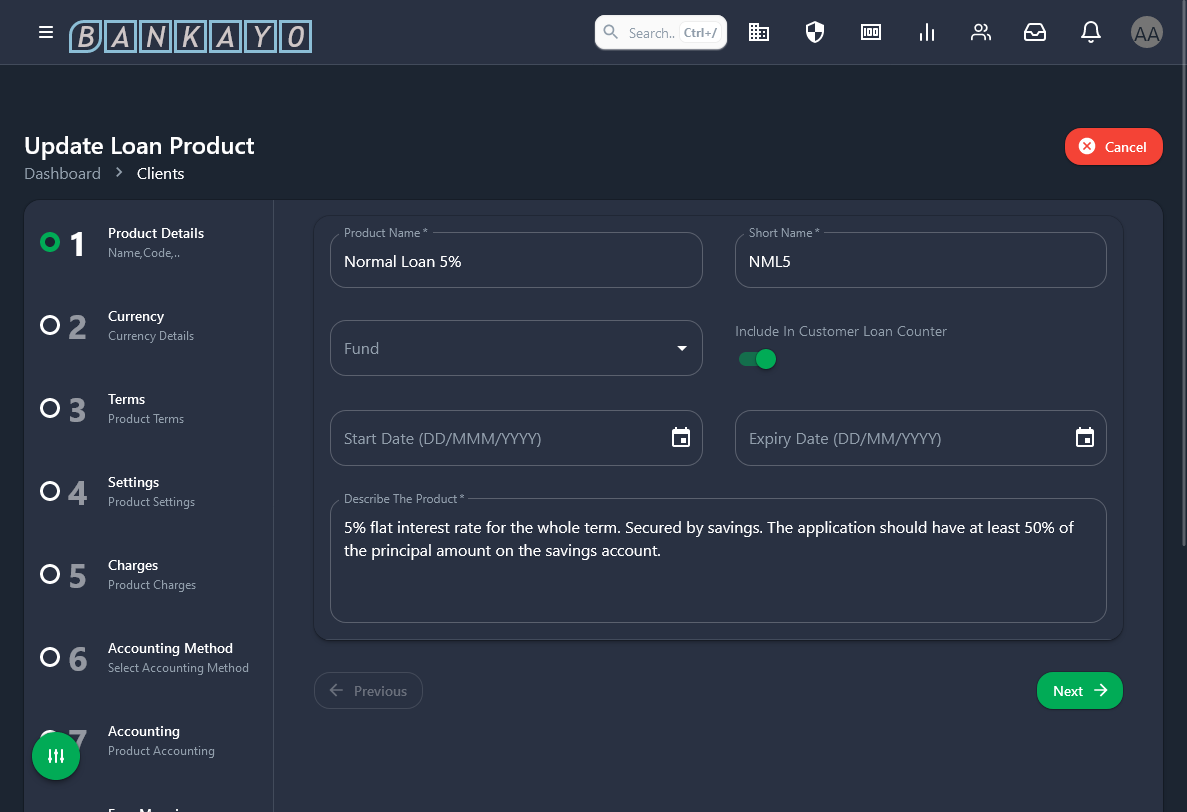 BANKAYO
Search..
Ctrl+/
100
AA
Update Loan Product
Cancel
Dashboard
Clients
1
Product Details
Name,Code,..
2
Currency
Currency Details
3
Terms
Product Terms
4
Settings
Product Settings
5
Charges
Product Charges
6
Accounting Method
Select Accounting Method
7
Accounting
Product Accounting
Product Name *
Normal Loan 5%
Short Name *
NML5
Fund
Include In Customer Loan Counter
Start Date (DD/MMM/YYYY)
Expiry Date (DD/MM/YYYY)
Describe The Product *
5% flat interest rate for the whole term. Secured by savings. The application should have at least 50% of
the principal amount on the savings account.
Previous
Next